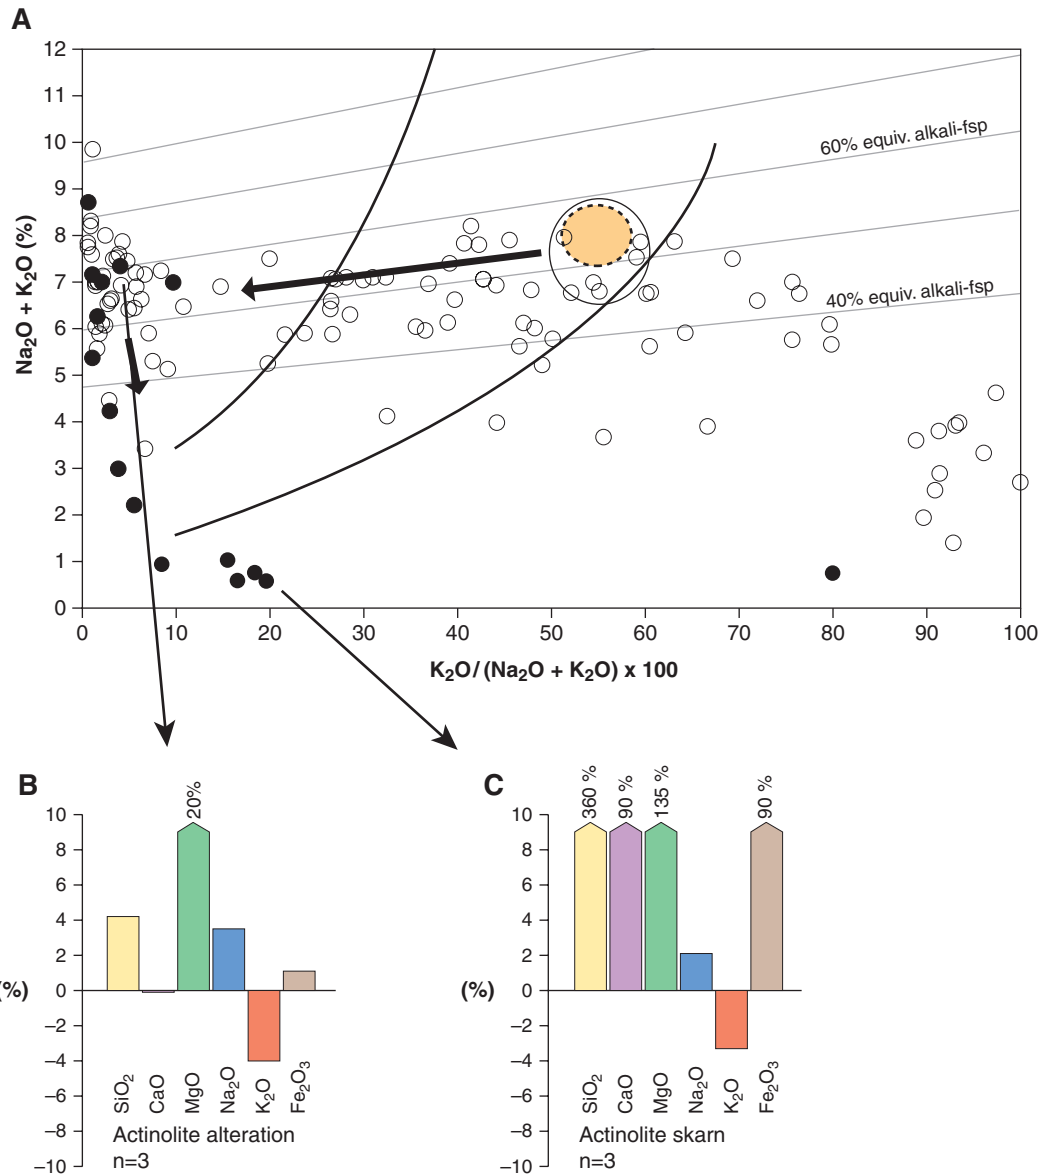 A
12
11
10
9
8
7
6
5
4
3
2
1
0
Na₂O + K₂O (%)
60% equiv. alkali-fsp
40% equiv. alkali-fsp
0 10 20 30 40 50 60 70 80 90 100
K₂O/(Na₂O + K₂O) x 100
B
20%
10
8
6
4
2
0
–2
–4
–6
–8
–10
(%)
SiO₂ CaO MgO Na₂O K₂O Fe₂O₃
Actinolite alteration
n=3
C
360 % 90 % 135 % 90 %
10
8
6
4
2
0
–2
–4
–6
–8
–10
(%)
SiO₂ CaO MgO Na₂O K₂O Fe₂O₃
Actinolite skarn
n=3